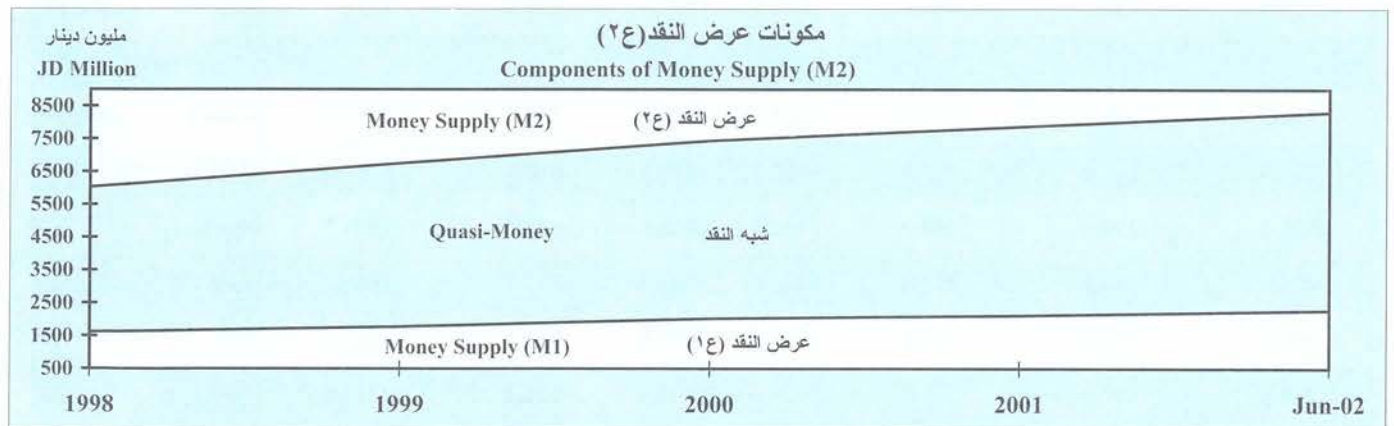 مليون دينار
مكونات عرض النقد(ع٢)
JD Million
Components of Money Supply (M2)
8500
Money Supply (M2) عرض النقد (ع٢)
7500
6500
5500
4500
Quasi-Money شبه النقد
3500
2500
1500
Money Supply (M1) عرض النقد (ع١)
500
1998 1999 2000 2001 Jun-02